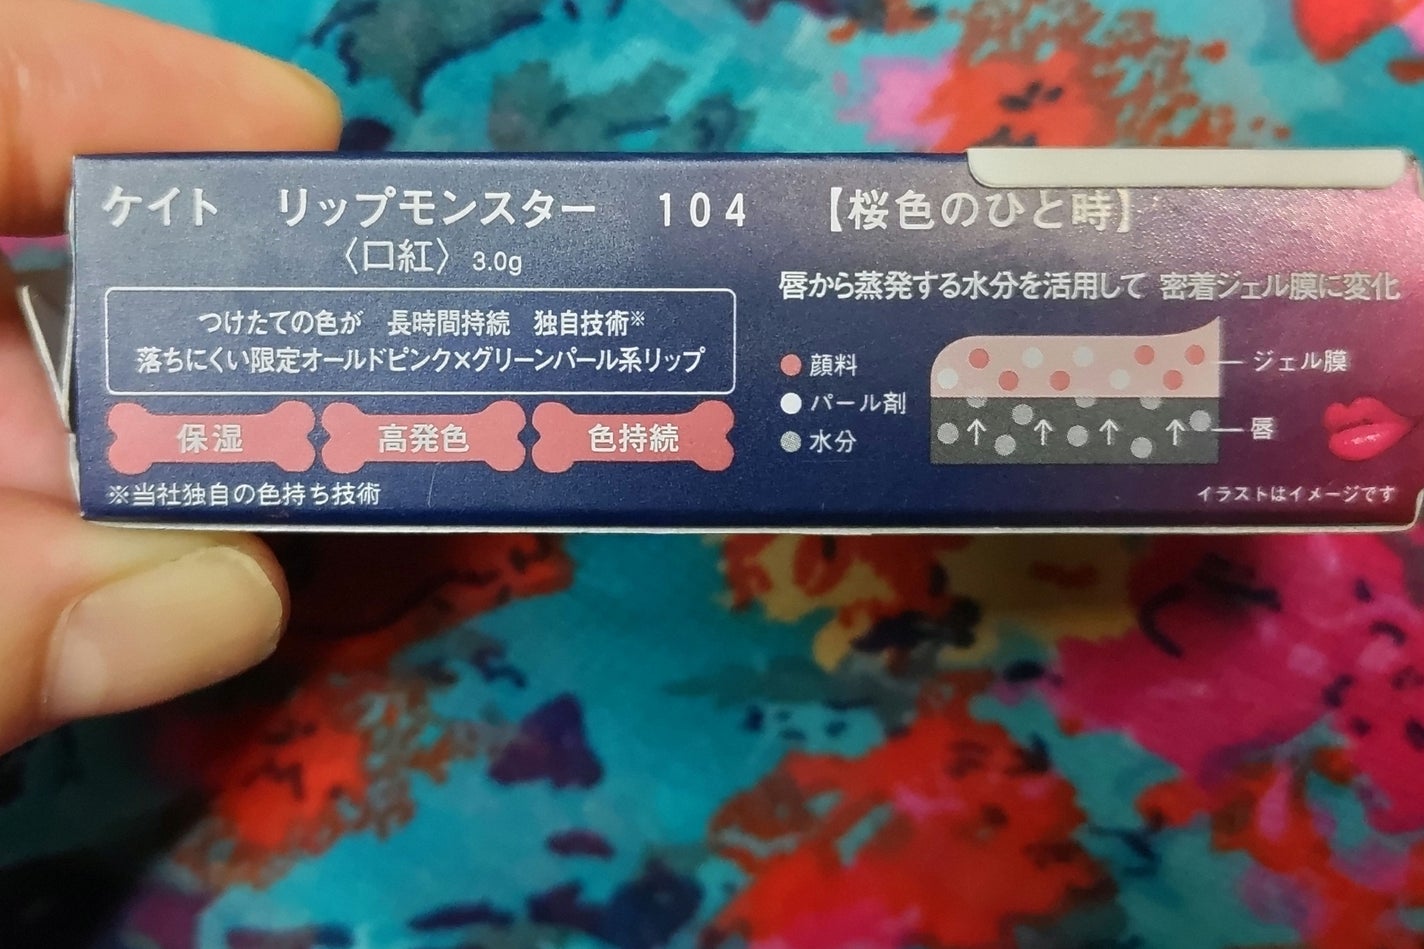 ケイト リップモンスター 104 【桜色のひと時】
〈口紅〉3.0g
つけたての色が 長時間持続 独自技術※
落ちにくい限定オールドピンク×グリーンパール系リップ
保湿 高発色 色持続
※当社独自の色持ち技術
唇から蒸発する水分を活用して 密着ジェル膜に変化
顔料
パール剤
水分
ジェル膜
唇
イラストはイメージです